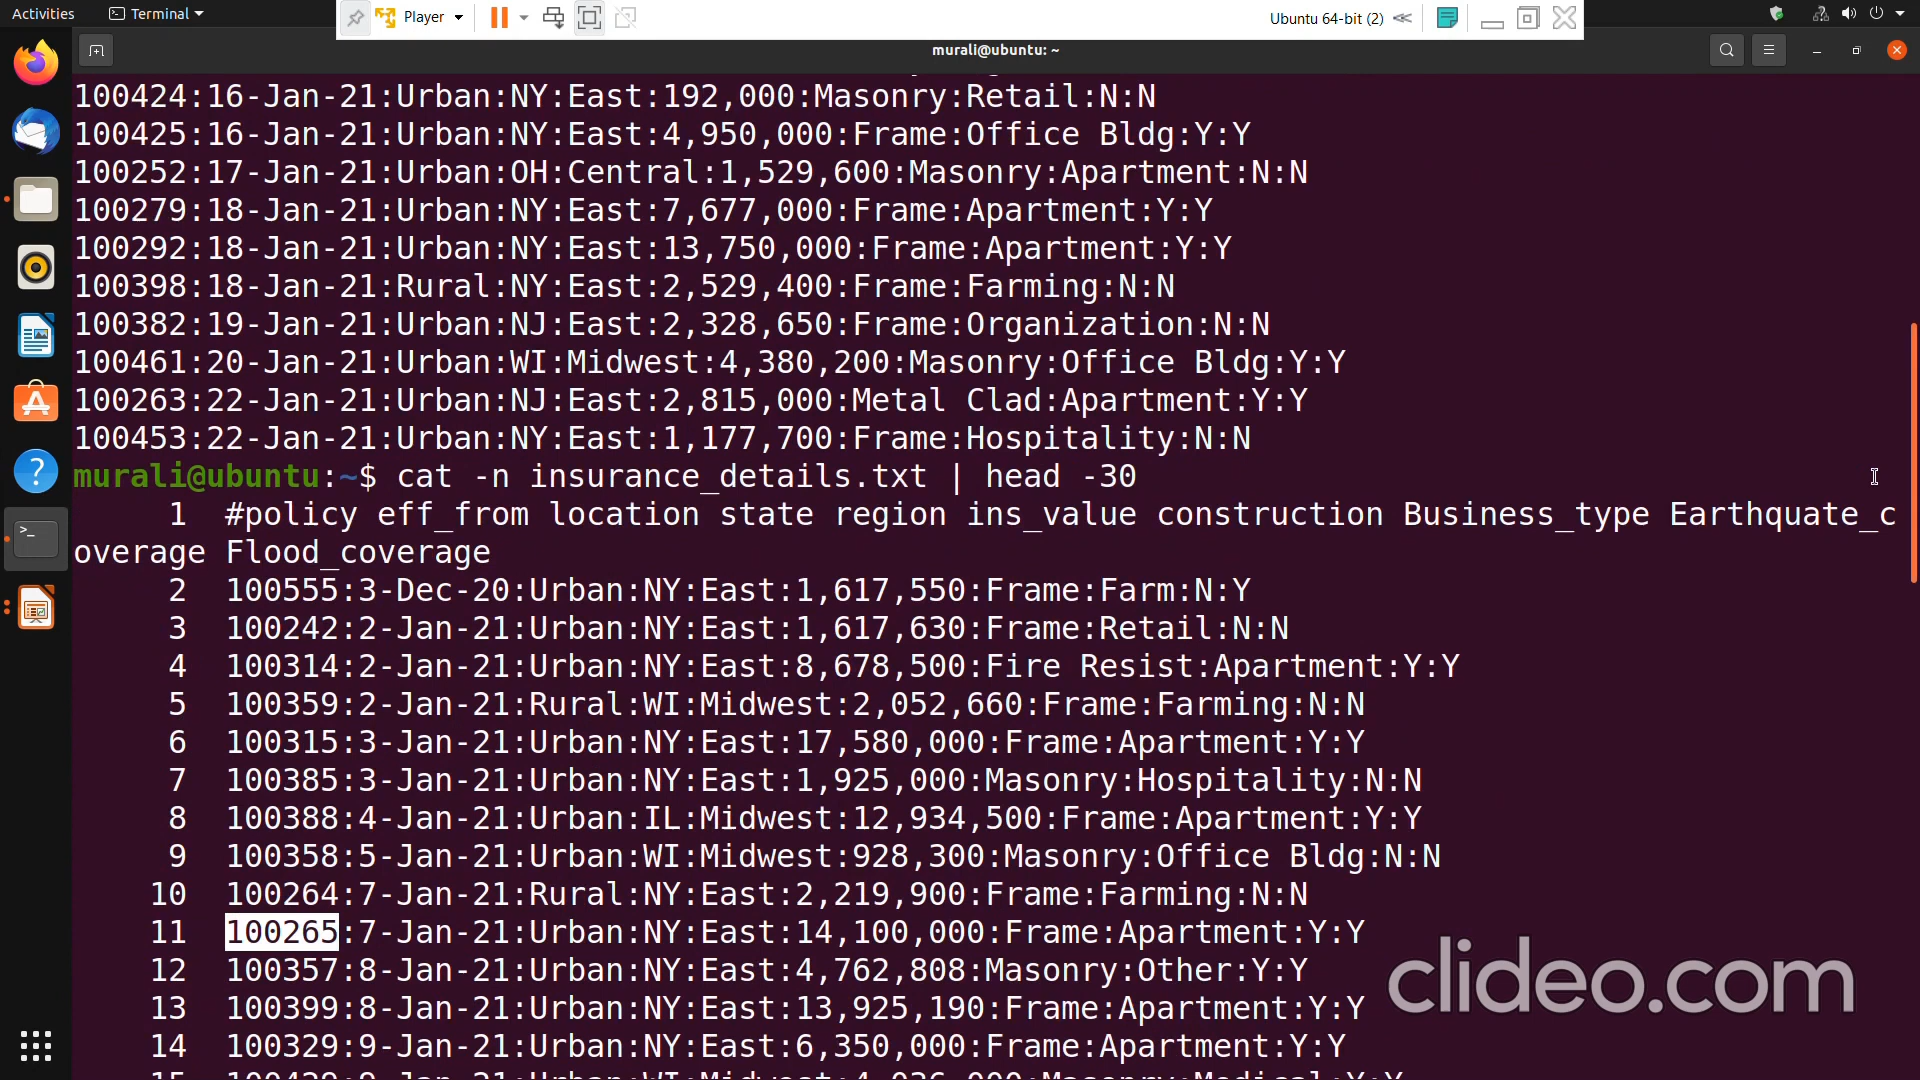 Activities Terminal Player Ubuntu 64-bit (2)
murali@ubuntu: ~
100424:16-Jan-21:Urban:NY:East:192,000:Masonry:Retail:N:N
100425:16-Jan-21:Urban:NY:East:4,950,000:Frame:Office Bldg:Y:Y
100252:17-Jan-21:Urban:OH:Central:1,529,600:Masonry:Apartment:N:N
100279:18-Jan-21:Urban:NY:East:7,677,000:Frame:Apartment:Y:Y
100292:18-Jan-21:Urban:NY:East:13,750,000:Frame:Apartment:Y:Y
100398:18-Jan-21:Rural:NY:East:2,529,400:Frame:Farming:N:N
100382:19-Jan-21:Urban:NJ:East:2,328,650:Frame:Organization:N:N
100461:20-Jan-21:Urban:WI:Midwest:4,380,200:Masonry:Office Bldg:Y:Y
100263:22-Jan-21:Urban:NJ:East:2,815,000:Metal Clad:Apartment:Y:Y
100453:22-Jan-21:Urban:NY:East:1,177,700:Frame:Hospitality:N:N
murali@ubuntu:~$ cat -n insurance_details.txt | head -30
1 #policy eff_from location state region ins_value construction Business_type Earthquate_c
overage Flood_coverage
2 100555:3-Dec-20:Urban:NY:East:1,617,550:Frame:Farm:N:Y
3 100242:2-Jan-21:Urban:NY:East:1,617,630:Frame:Retail:N:N
4 100314:2-Jan-21:Urban:NY:East:8,678,500:Fire Resist:Apartment:Y:Y
5 100359:2-Jan-21:Rural:WI:Midwest:2,052,660:Frame:Farming:N:N
6 100315:3-Jan-21:Urban:NY:East:17,580,000:Frame:Apartment:Y:Y
7 100385:3-Jan-21:Urban:NY:East:1,925,000:Masonry:Hospitality:N:N
8 100388:4-Jan-21:Urban:IL:Midwest:12,934,500:Frame:Apartment:Y:Y
9 100358:5-Jan-21:Urban:WI:Midwest:928,300:Masonry:Office Bldg:N:N
10 100264:7-Jan-21:Rural:NY:East:2,219,900:Frame:Farming:N:N
11 100265:7-Jan-21:Urban:NY:East:14,100,000:Frame:Apartment:Y:Y
12 100357:8-Jan-21:Urban:NY:East:4,762,808:Masonry:Other:Y:Y
13 100399:8-Jan-21:Urban:NY:East:13,925,190:Frame:Apartment:Y:Y
14 100329:9-Jan-21:Urban:NY:East:6,350,000:Frame:Apartment:Y:Y
clideo.com